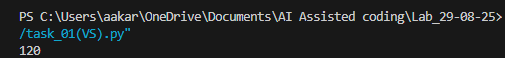 PS C:\Users\aakar\OneDrive\Documents\AI Assisted coding\Lab_29-08-25>
/task_01(VS).py"
120